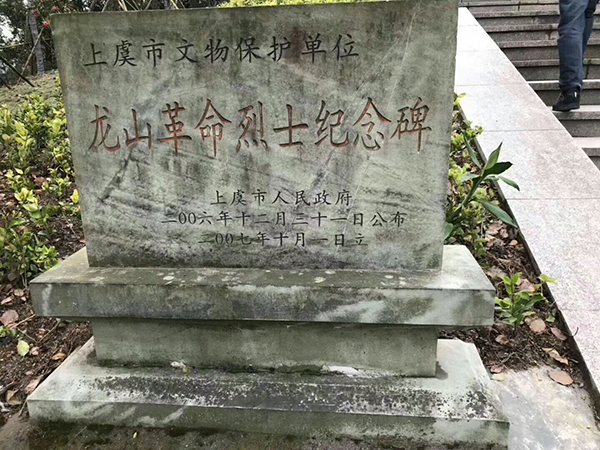 上虞市文物保护单位
龙山革命烈士纪念碑
上虞市人民政府
二00六年十二月三十一日公布
二00七年十月一日立